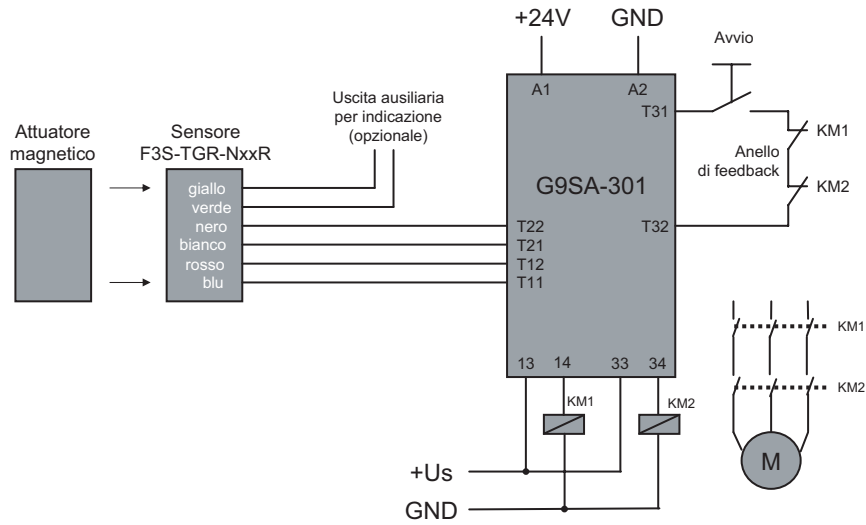 +24V
GND
Avvio
A1
A2
T31
Uscita ausiliaria
per indicazione
(opzionale)
Attuatore
magnetico
Sensore
F3S-TGR-NxxR
KM1
Anello
di feedback
KM2
G9SA-301
giallo
verde
nero
bianco
rosso
blu
T22
T21
T12
T11
T32
13
14
33
34
KM1
KM2
KM1
KM2
+Us
GND
M